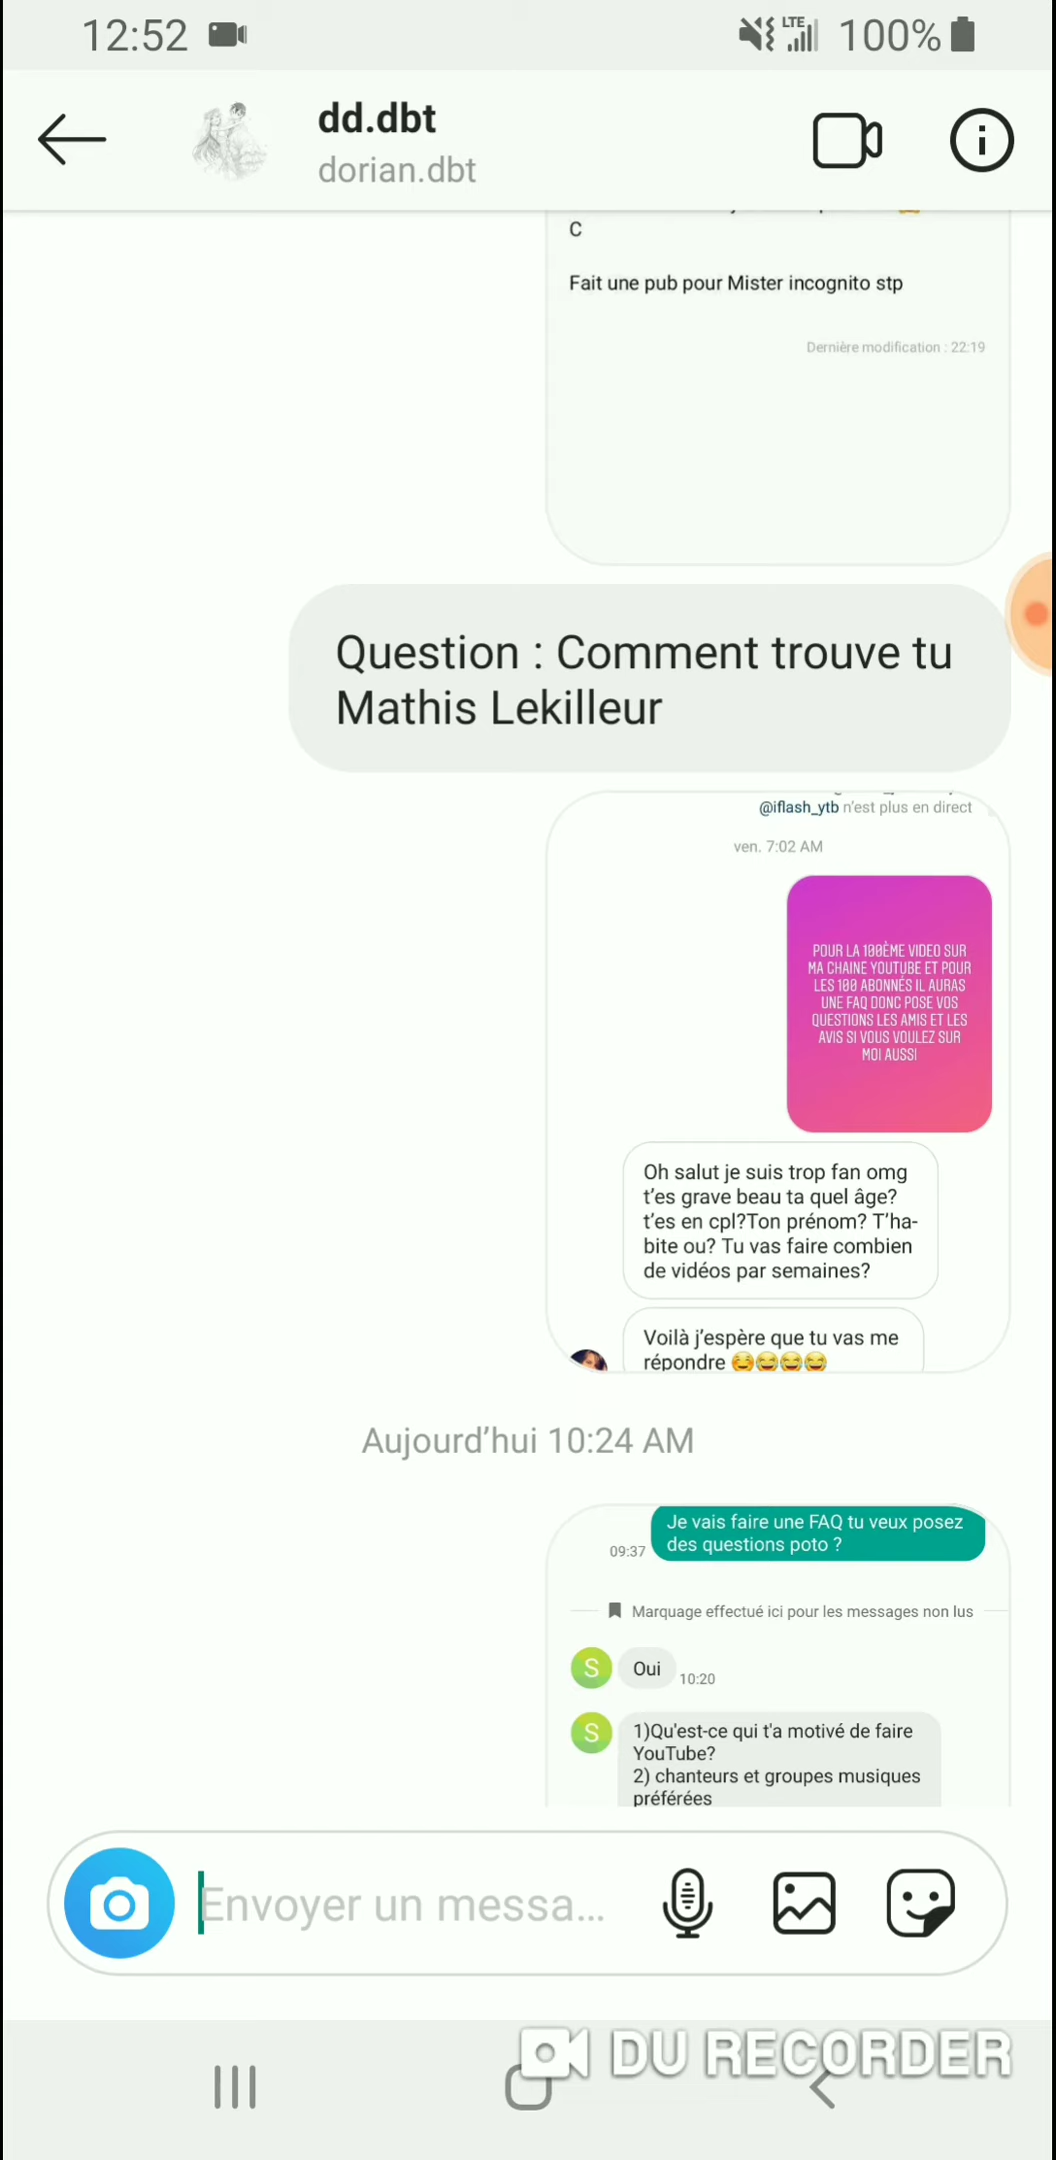 12:52
LTE
100%
dd.dbt
dorian.dbt
C
Fait une pub pour Mister incognito stp
Dernière modification : 22:19
Question : Comment trouve tu
Mathis Lekilleur
@iflash_ytb n'est plus en direct
ven. 7:02 AM
POUR LA 100ÈME VIDEO SUR
MA CHAINE YOUTUBE ET POUR
LES 100 ABONNÉS IL AURAS
UNE FAQ DONC POSE VOS
QUESTIONS LES AMIS ET LES
AVIS SI VOUS VOULEZ SUR
MOI AUSSI
Oh salut je suis trop fan omg
t'es grave beau ta quel âge?
t'es en cpl?Ton prénom? T'ha-
bite ou? Tu vas faire combien
de vidéos par semaines?
Voilà j'espère que tu vas me
répondre 😊😂😂😂
Aujourd'hui 10:24 AM
Je vais faire une FAQ tu veux posez
des questions poto ?
09:37
Marquage effectué ici pour les messages non lus
S
Oui
10:20
S
1)Qu'est-ce qui t'a motivé de faire
YouTube?
2) chanteurs et groupes musiques
préférées
Envoyer un messa...
DU RECORDER